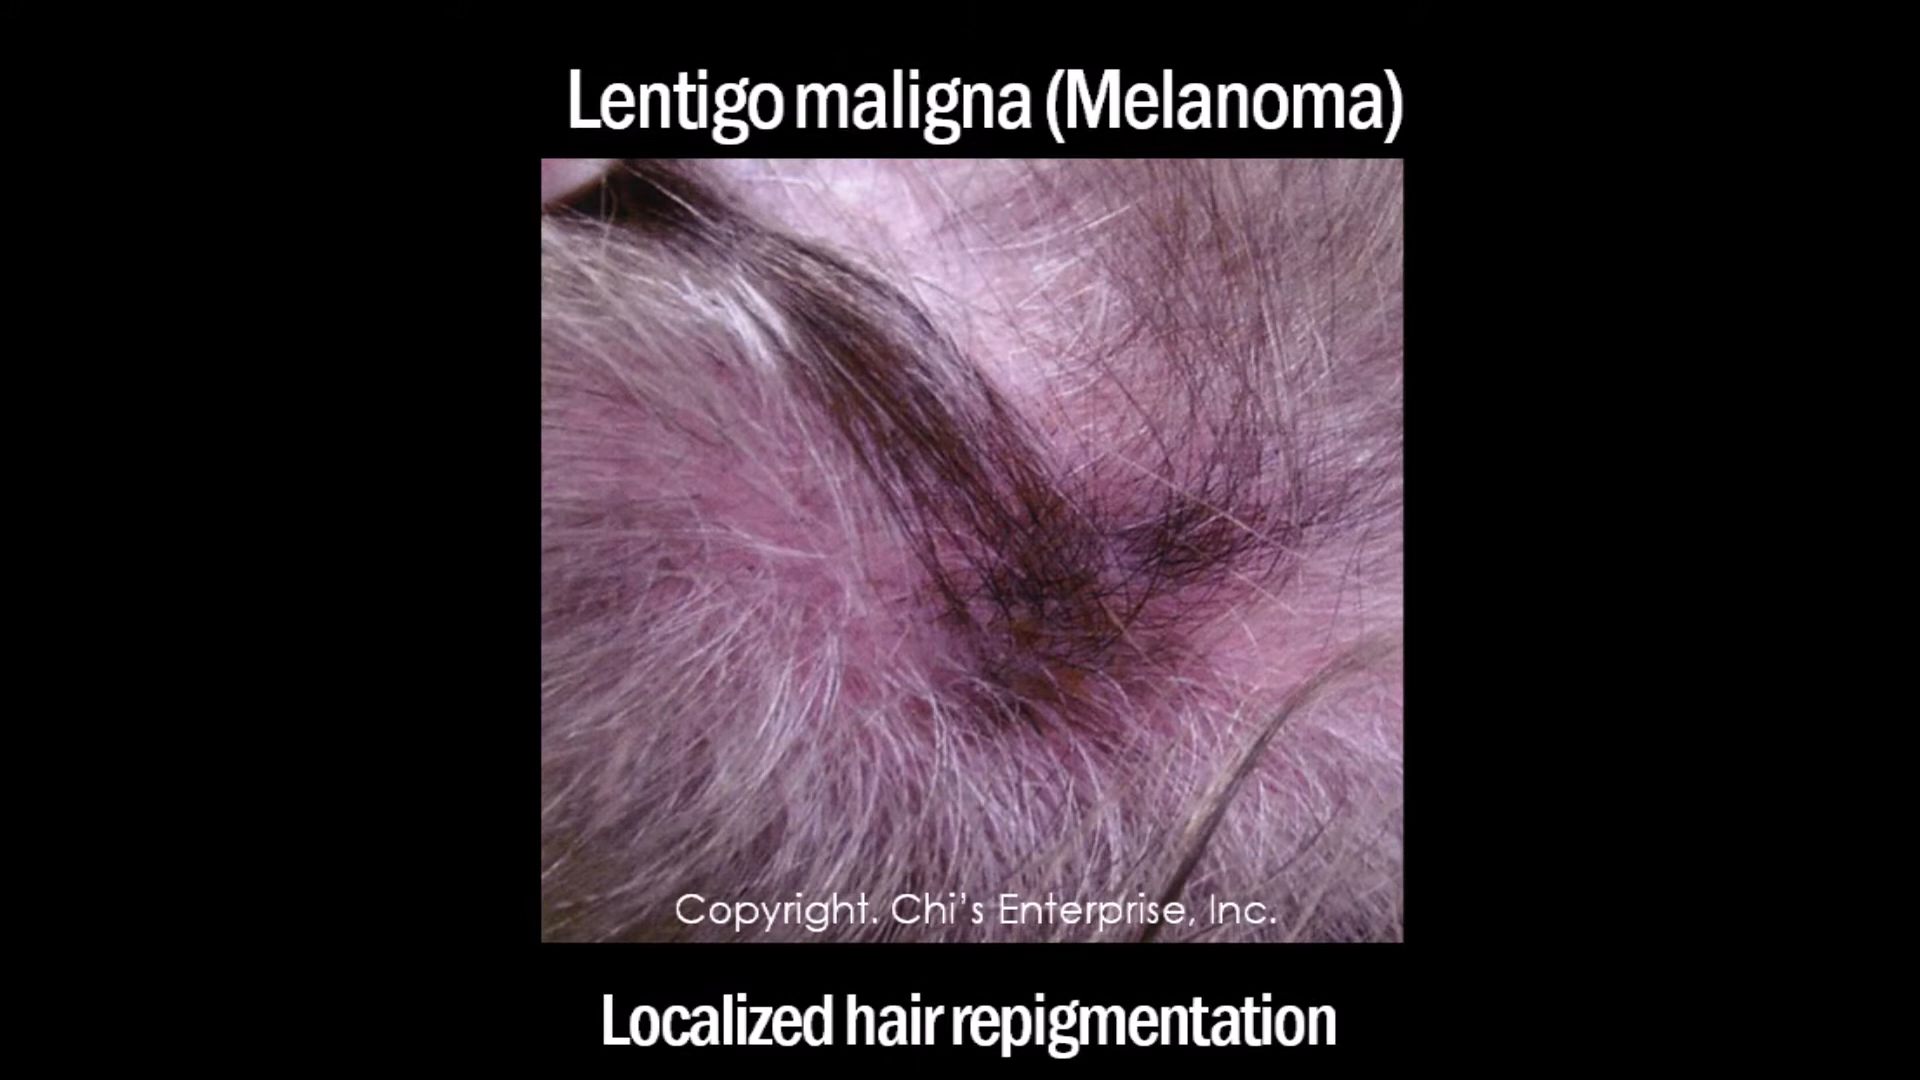 Lentigo maligna (Melanoma)
Copyright. Chi's Enterprise, Inc.
Localized hair repigmentation